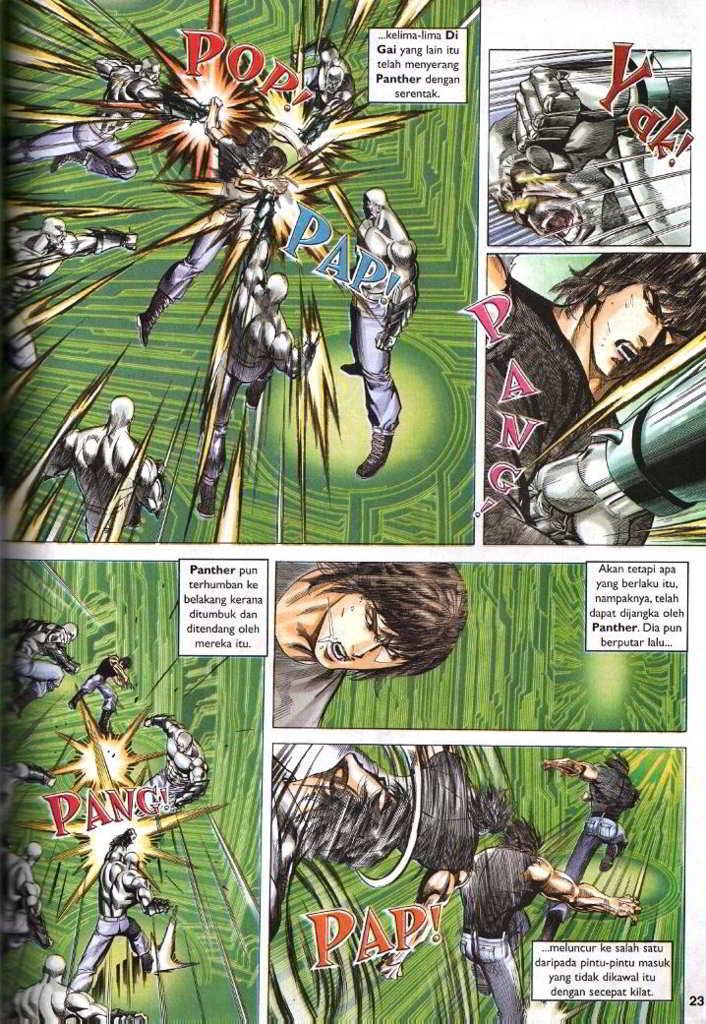 ...kelima-lima Di
Gai yang lain itu
telah menyerang
Panther dengan
serentak.
POP!
PAP!
Yak!
PANG!
Panther pun
terhumban ke
belakang kerana
ditumbuk dan
ditendang oleh
mereka itu.
PANG!
Akan tetapi apa
yang berlaku itu,
nampaknya, telah
dapat dijangka oleh
Panther. Dia pun
berputar lalu...
PAP!
...meluncur ke salah satu
daripada pintu-pintu masuk
yang tidak dikawal itu
dengan secepat kilat.
23